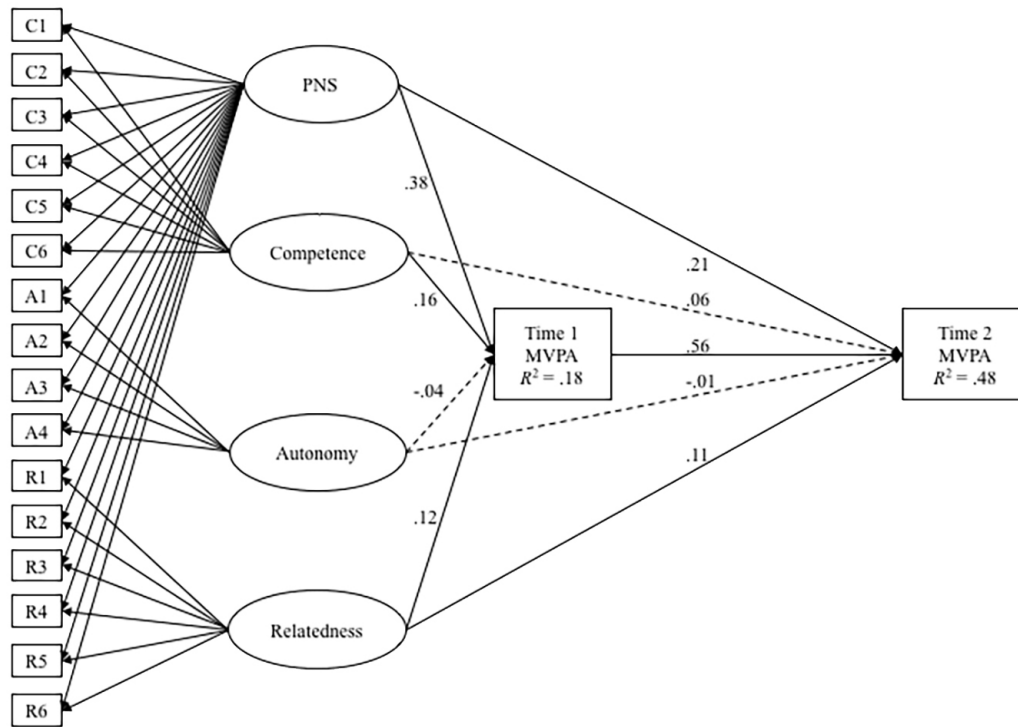 C1
C2
C3
C4
C5
C6
A1
A2
A3
A4
R1
R2
R3
R4
R5
R6
PNS
Competence
Autonomy
Relatedness
.38
.16
-.04
.12
Time 1
MVPA
R² = .18
.21
.06
.56
-.01
.11
Time 2
MVPA
R² = .48